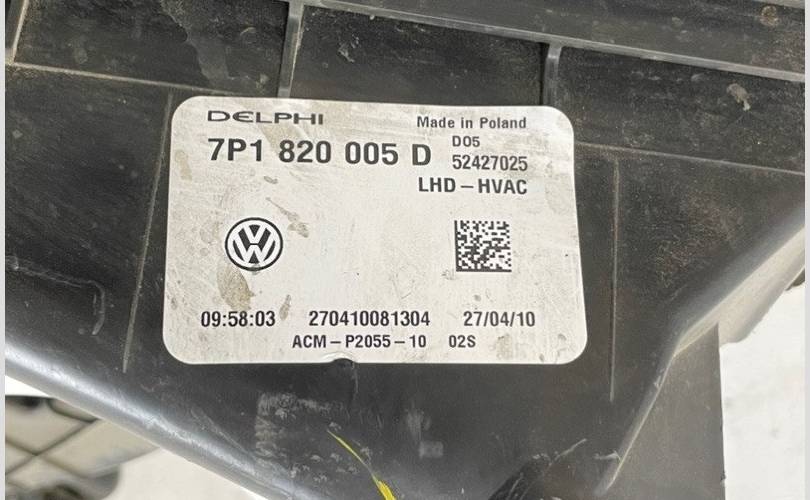 DELPHI
Made in Poland
7P1 820 005 D
D05
52427025
LHD-HVAC
09:58:03 270410081304 27/04/10
ACM-P2055-10 02S